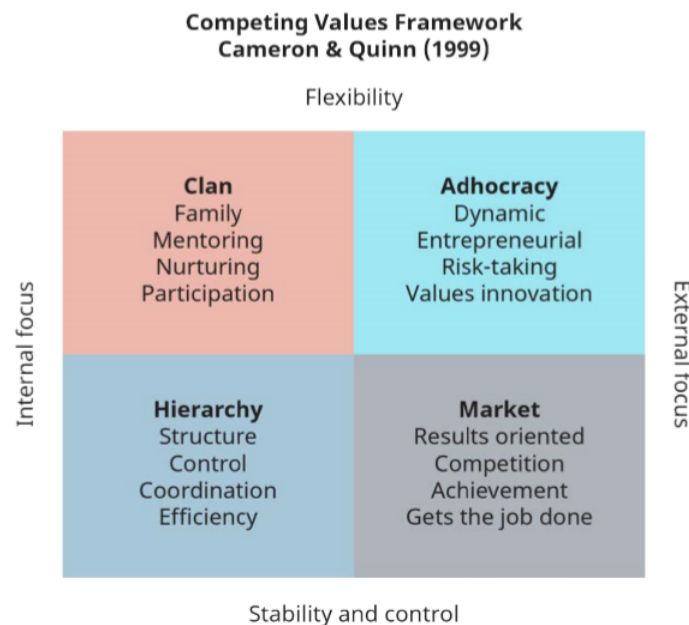 Competing Values Framework
Cameron & Quinn (1999)
Flexibility
Clan
Family
Mentoring
Nurturing
Participation
Adhocracy
Dynamic
Entrepreneurial
Risk-taking
Values innovation
Internal focus
External focus
Hierarchy
Structure
Control
Coordination
Efficiency
Market
Results oriented
Competition
Achievement
Gets the job done
Stability and control